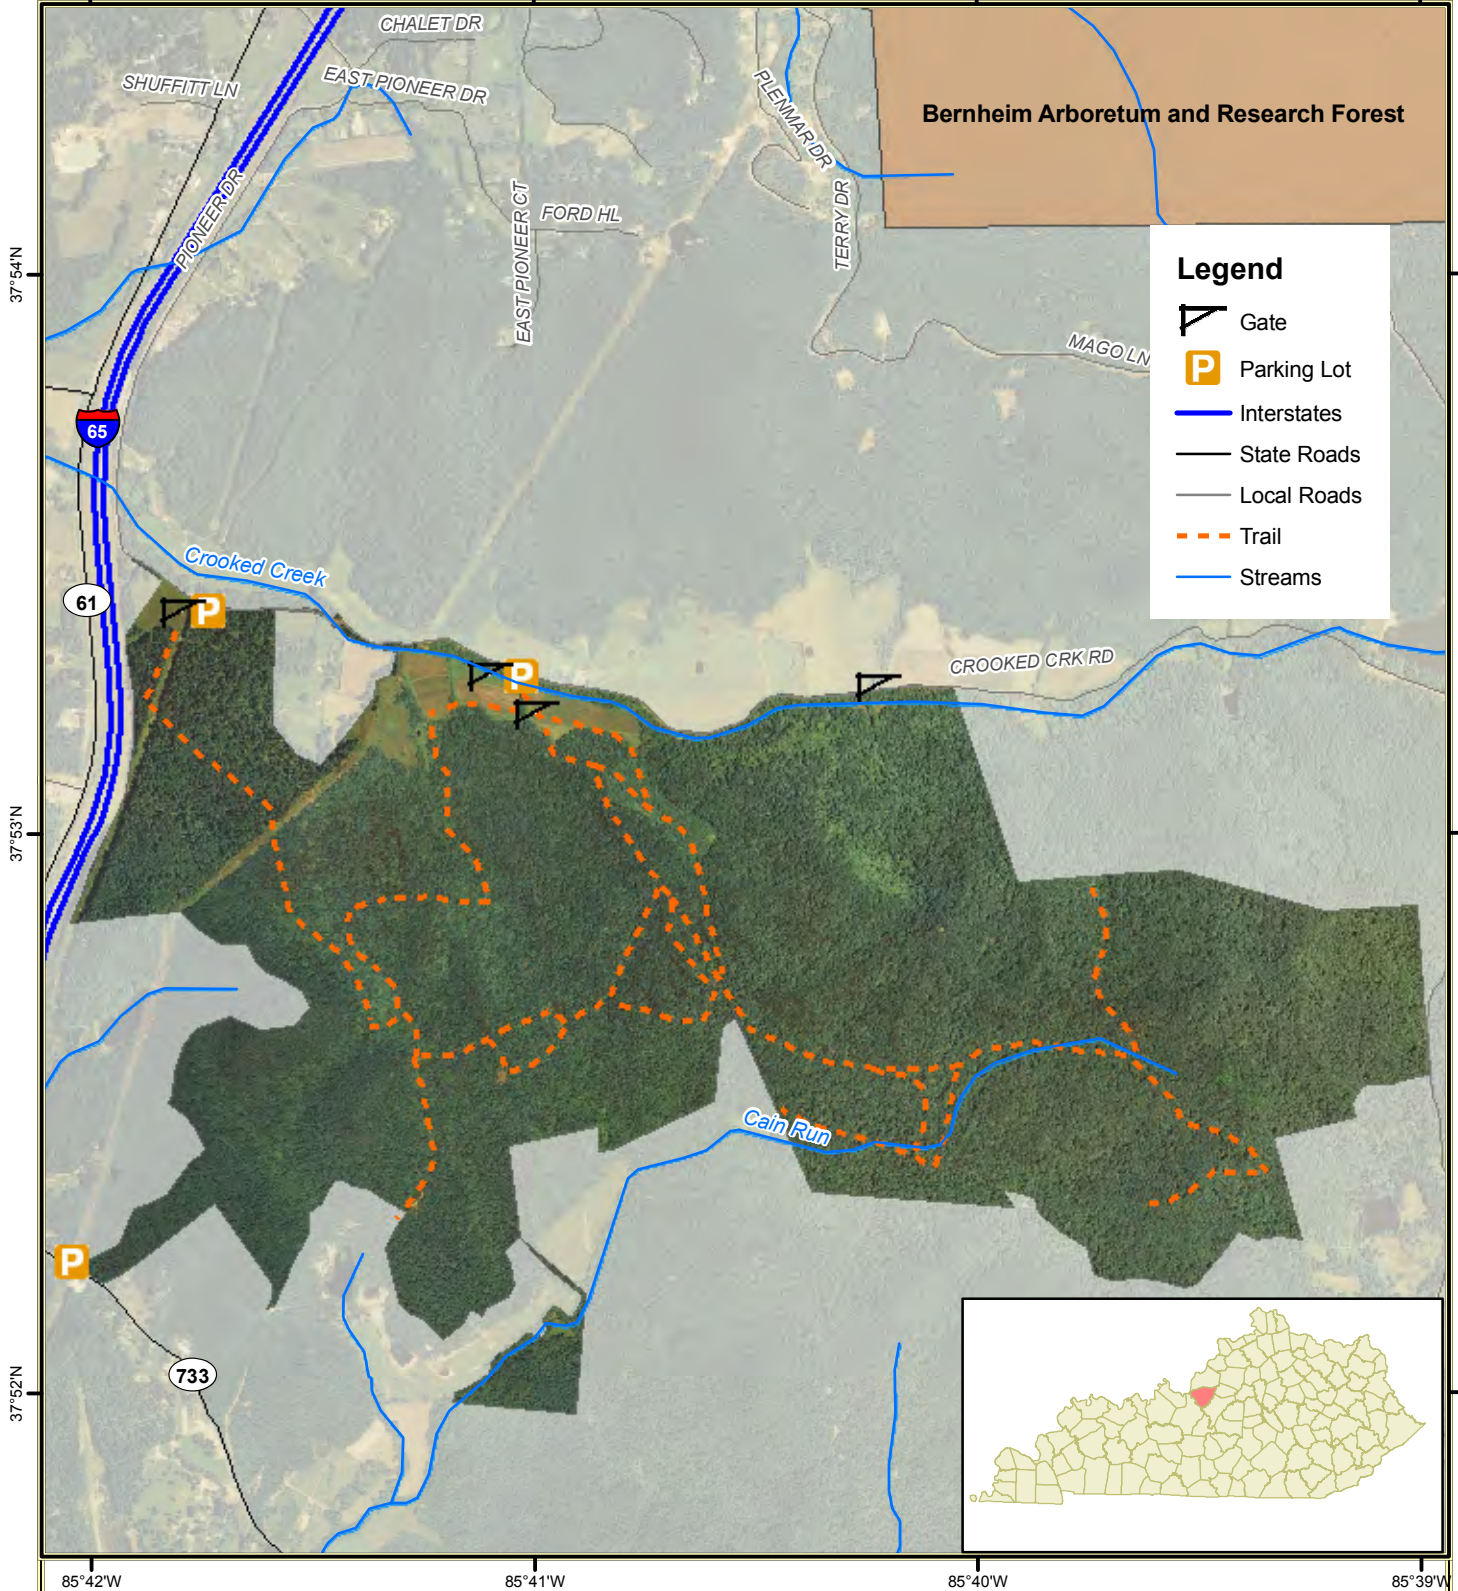 CHALET DR
SHUFFITT LN
EAST PIONEER DR
PLENMAR DR
Bernheim Arboretum and Research Forest
PIONEER DR
EAST PIONEER CT
FORD HL
TERRY DR
37°54'N
Legend
Gate
P
Parking Lot
Interstates
State Roads
Local Roads
Trail
Streams
MAGO LN
65
Crooked Creek
61
P
P
CROOKED CRK RD
37°53'N
Cain Run
P
733
37°52'N
85°42'W
85°41'W
85°40'W
85°39'W